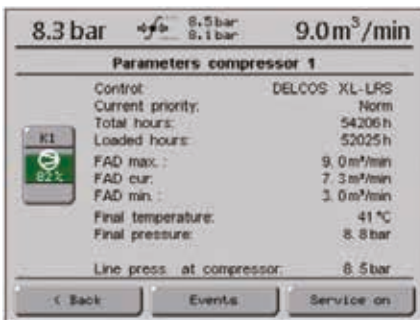 8.3 bar 8.5bar 9.0m³/min
8.1bar
Parameters compressor 1
Control: DELCOS XL-LRS
Current priority: Norm
Total hours: 54206h
Loaded hours: 52025h
K1
82%
FAD max.: 9.0m³/min
FAD cur: 7.3m³/min
FAD min.: 3.0m³/min
Final temperature: 41°C
Final pressure: 8.8bar
Line press. at compressor: 8.5bar
< Back Events Service on